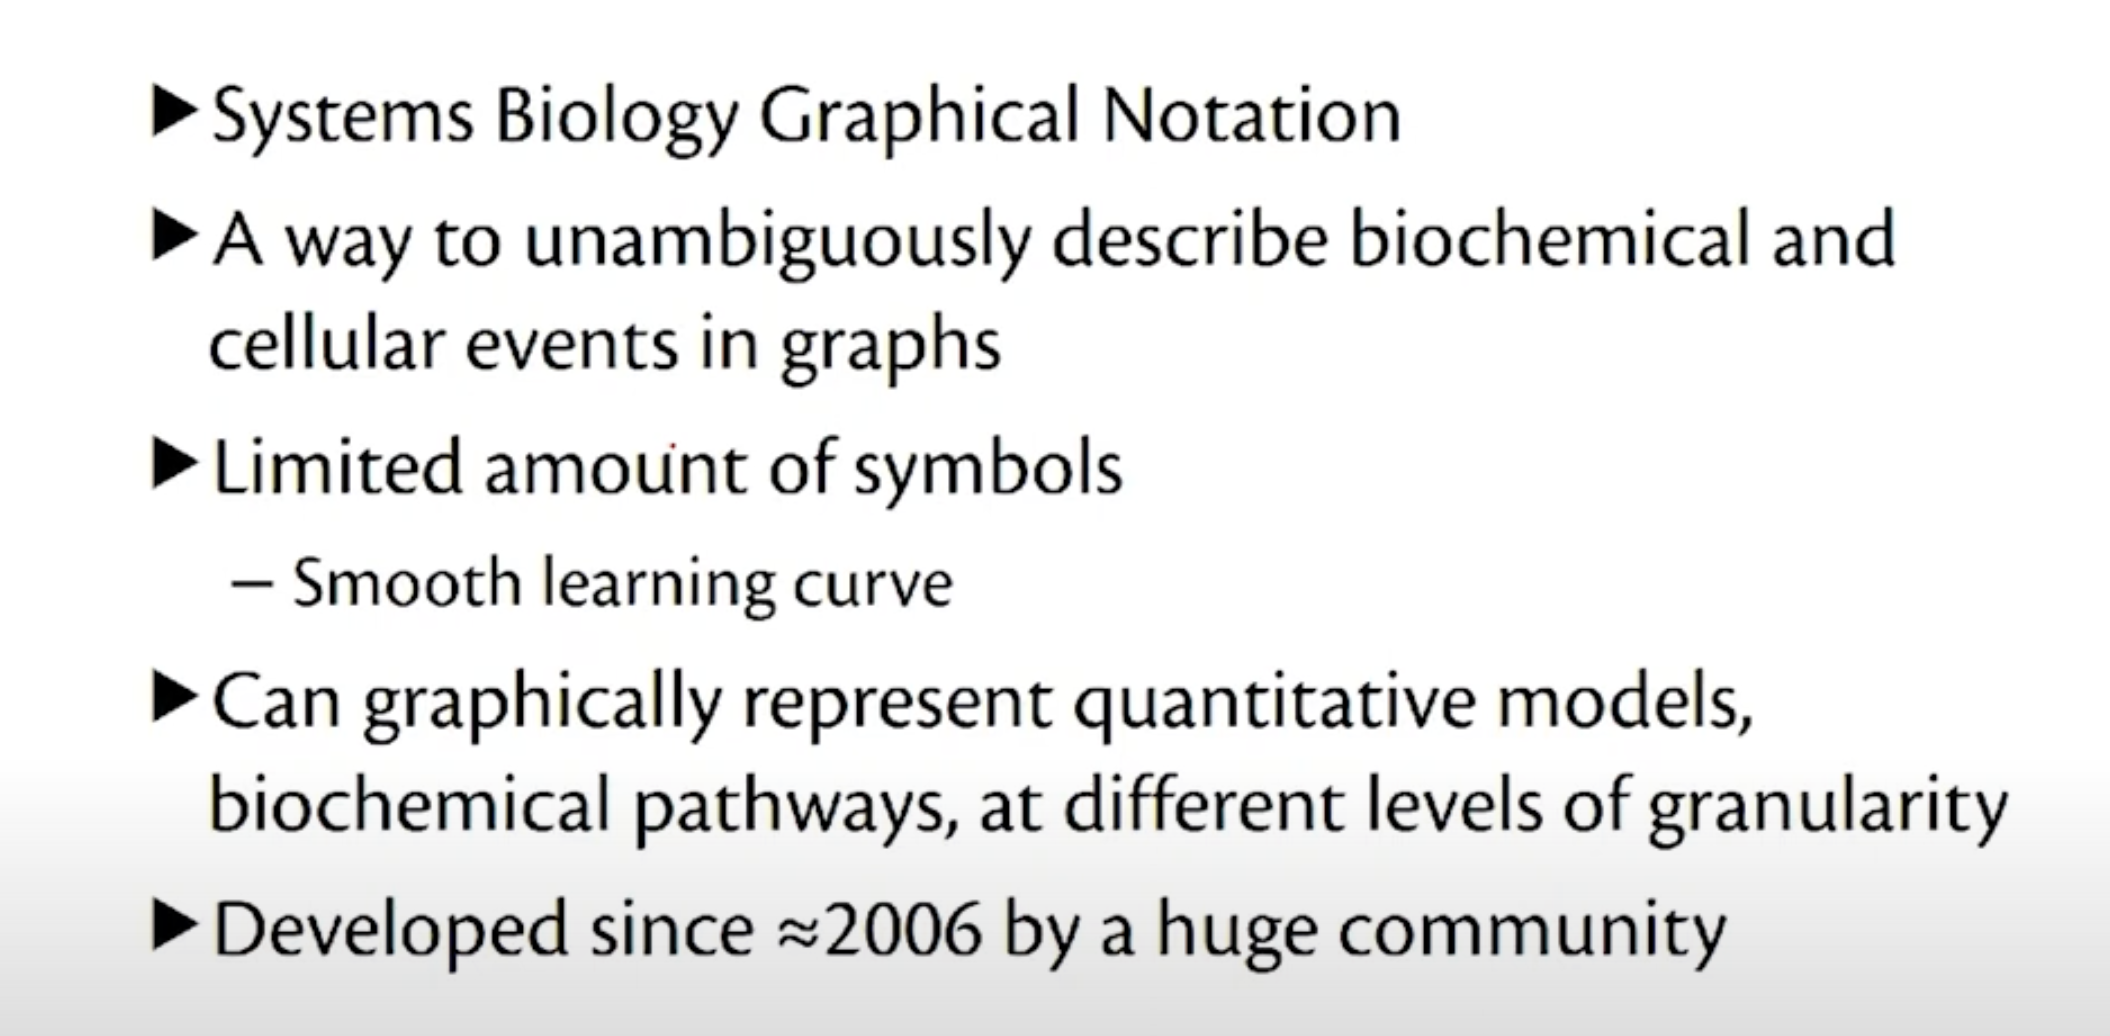 ▶ Systems Biology Graphical Notation
▶ A way to unambiguously describe biochemical and
cellular events in graphs
▶ Limited amount of symbols
– Smooth learning curve
▶ Can graphically represent quantitative models,
biochemical pathways, at different levels of granularity
▶ Developed since ≈2006 by a huge community